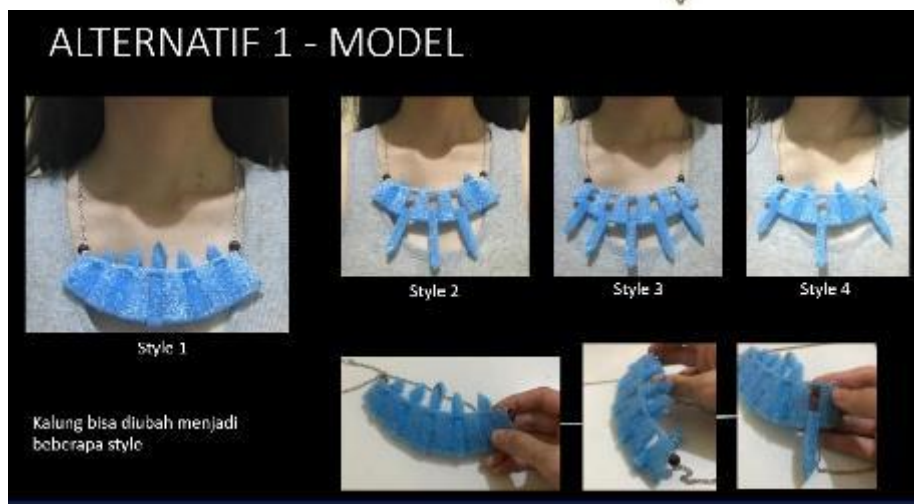 ALTERNATIF 1 - MODEL
Style 1
Style 2
Style 3
Style 4
Kalung bisa diubah menjadi
beberapa style